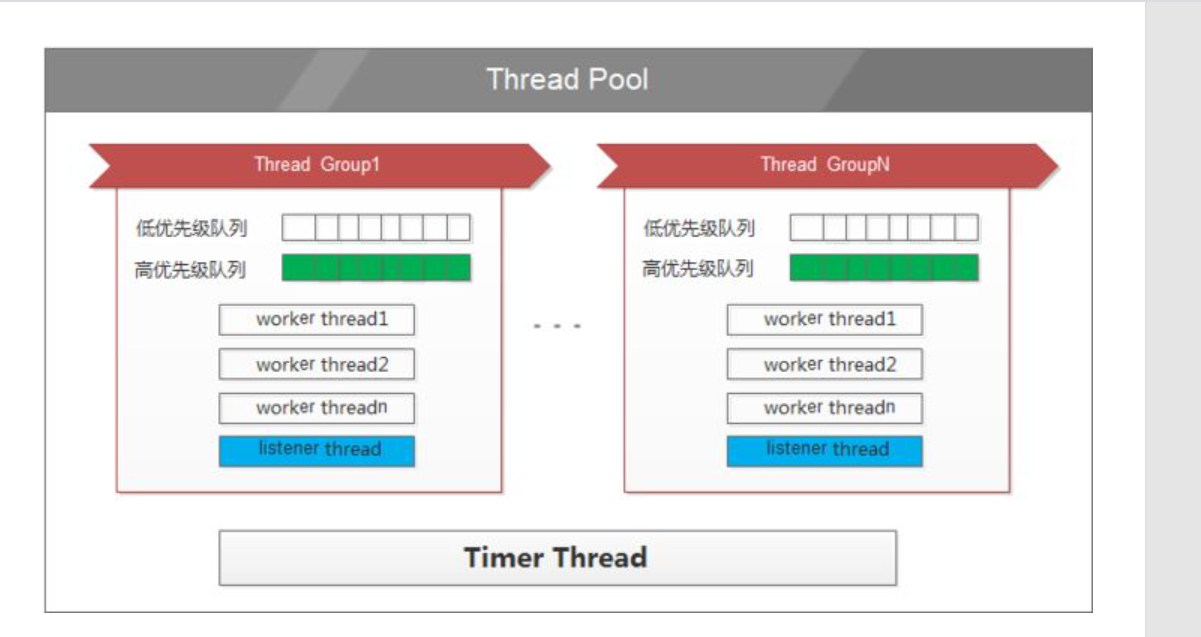 Thread Pool
Thread Group1
低优先级队列
高优先级队列
worker thread1
worker thread2
worker threadn
listener thread
- - -
Thread GroupN
低优先级队列
高优先级队列
worker thread1
worker thread2
worker threadn
listener thread
Timer Thread